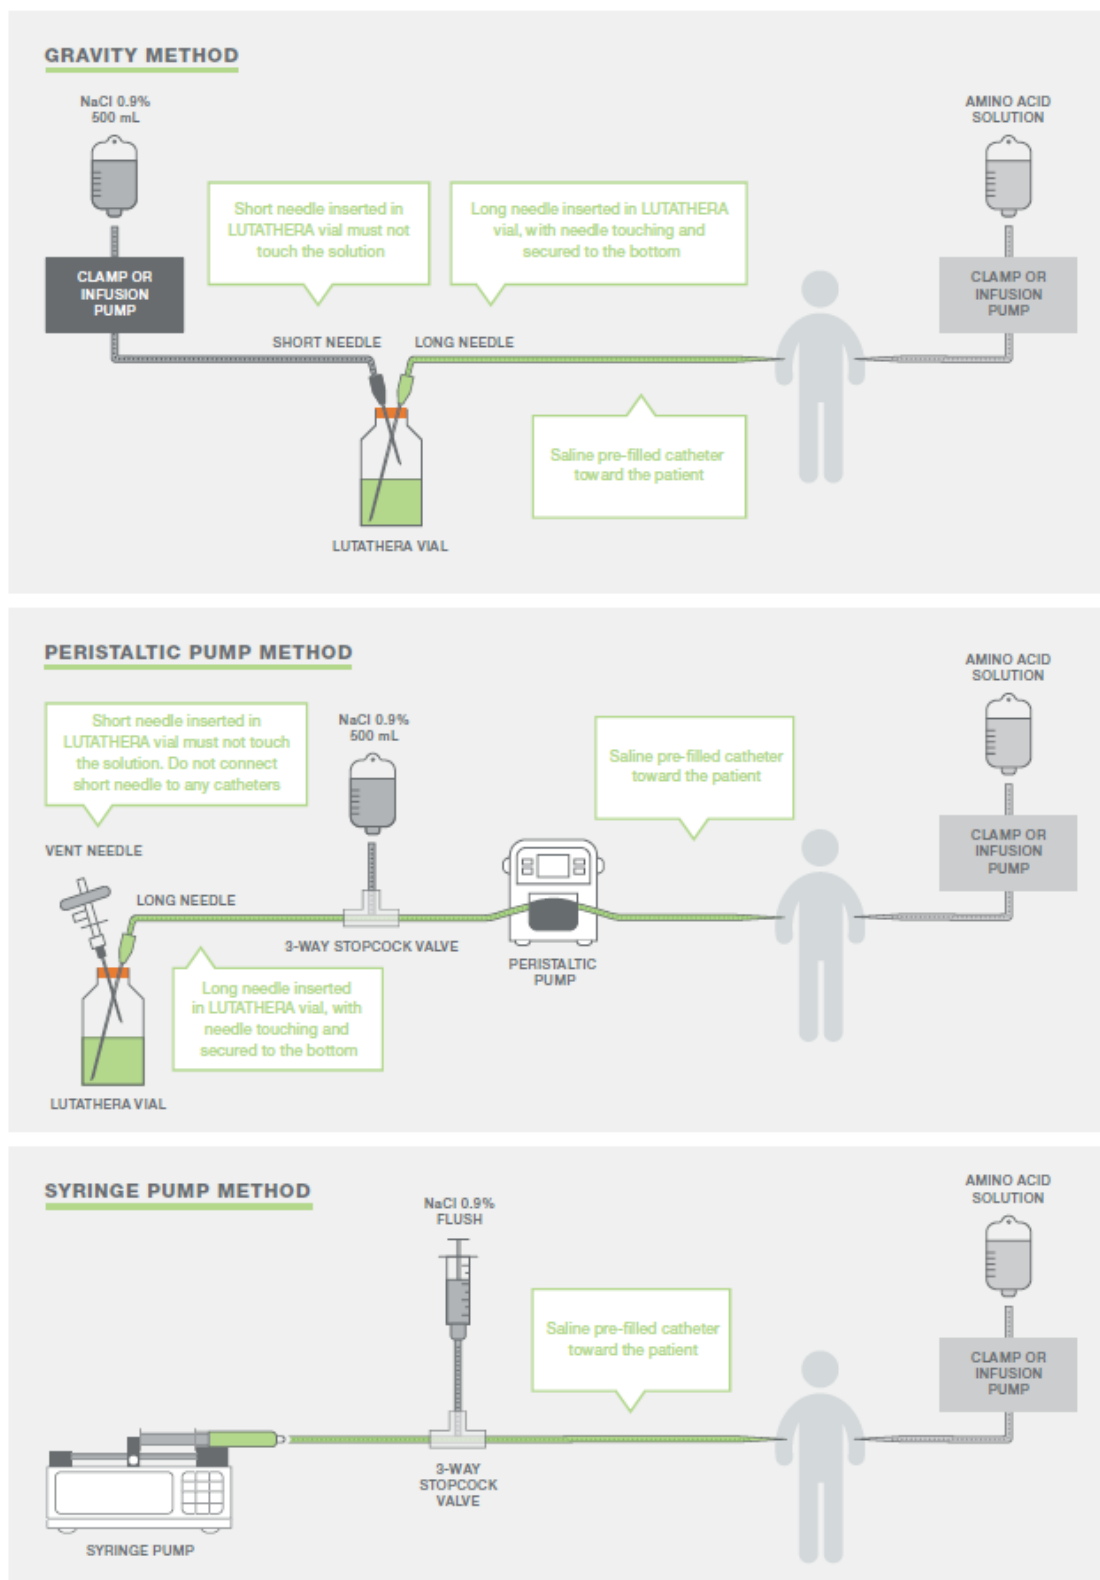 GRAVITY METHOD
NaCl 0.9%
500 mL
AMINO ACID
SOLUTION
Short needle inserted in
LUTATHERA vial must not
touch the solution
Long needle inserted in LUTATHERA
vial, with needle touching and
secured to the bottom
CLAMP OR
INFUSION
PUMP
CLAMP OR
INFUSION
PUMP
SHORT NEEDLE
LONG NEEDLE
Saline pre-filled catheter
toward the patient
LUTATHERA VIAL
PERISTALTIC PUMP METHOD
AMINO ACID
SOLUTION
Short needle inserted in
LUTATHERA vial must not touch
the solution. Do not connect
short needle to any catheters
NaCl 0.9%
500 mL
Saline pre-filled catheter
toward the patient
CLAMP OR
INFUSION
PUMP
VENT NEEDLE
LONG NEEDLE
3-WAY STOPCOCK VALVE
PERISTALTIC
PUMP
Long needle inserted
in LUTATHERA vial, with
needle touching and
secured to the bottom
LUTATHERA VIAL
SYRINGE PUMP METHOD
NaCl 0.9%
FLUSH
AMINO ACID
SOLUTION
Saline pre-filled catheter
toward the patient
CLAMP OR
INFUSION
PUMP
3-WAY
STOPCOCK
VALVE
SYRINGE PUMP